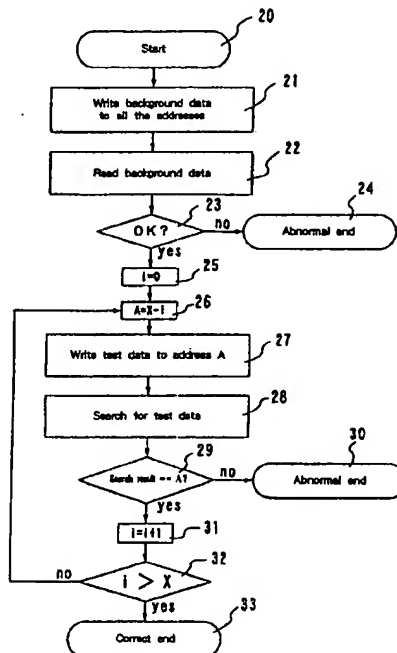 20
Start
21
Write background data
to all the addresses
22
Read background data
23
OK?
no
24
Abnormal end
yes
i=0
25
A=X-i
26
Write test data to address A
27
Search for test data
28
29
Search result == A?
no
30
Abnormal end
yes
i=i+1
31
no
i > X
32
yes
33
Correct end